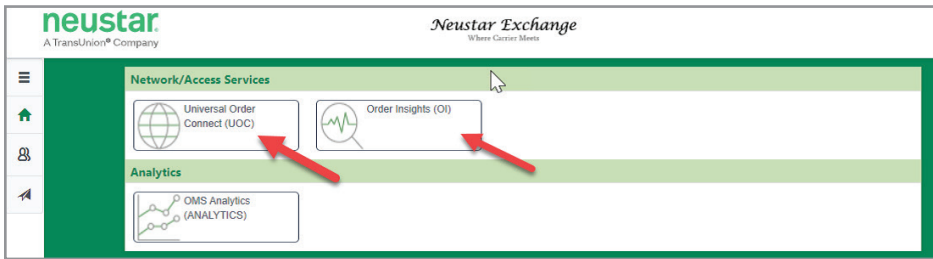 neustar.
A TransUnion® Company
Neustar Exchange
Where Carrier Meets
Network/Access Services
Universal Order
Connect (UOC)
Order Insights (OI)
Analytics
OMS Analytics
(ANALYTICS)